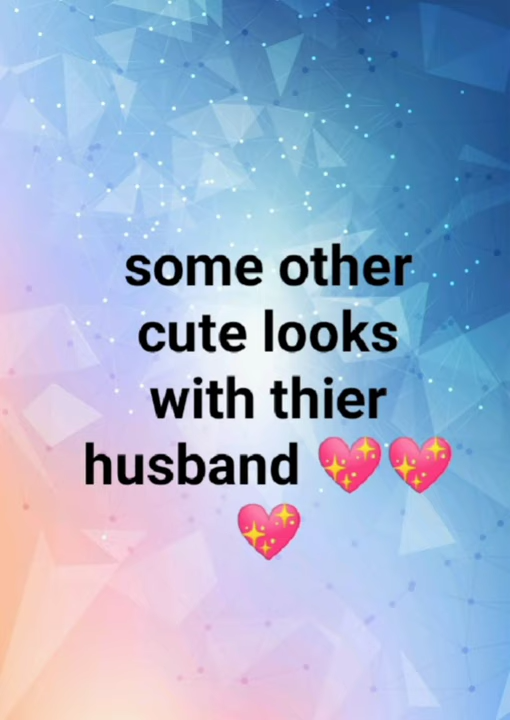 some other
cute looks
with thier
husband 💖💖
💖